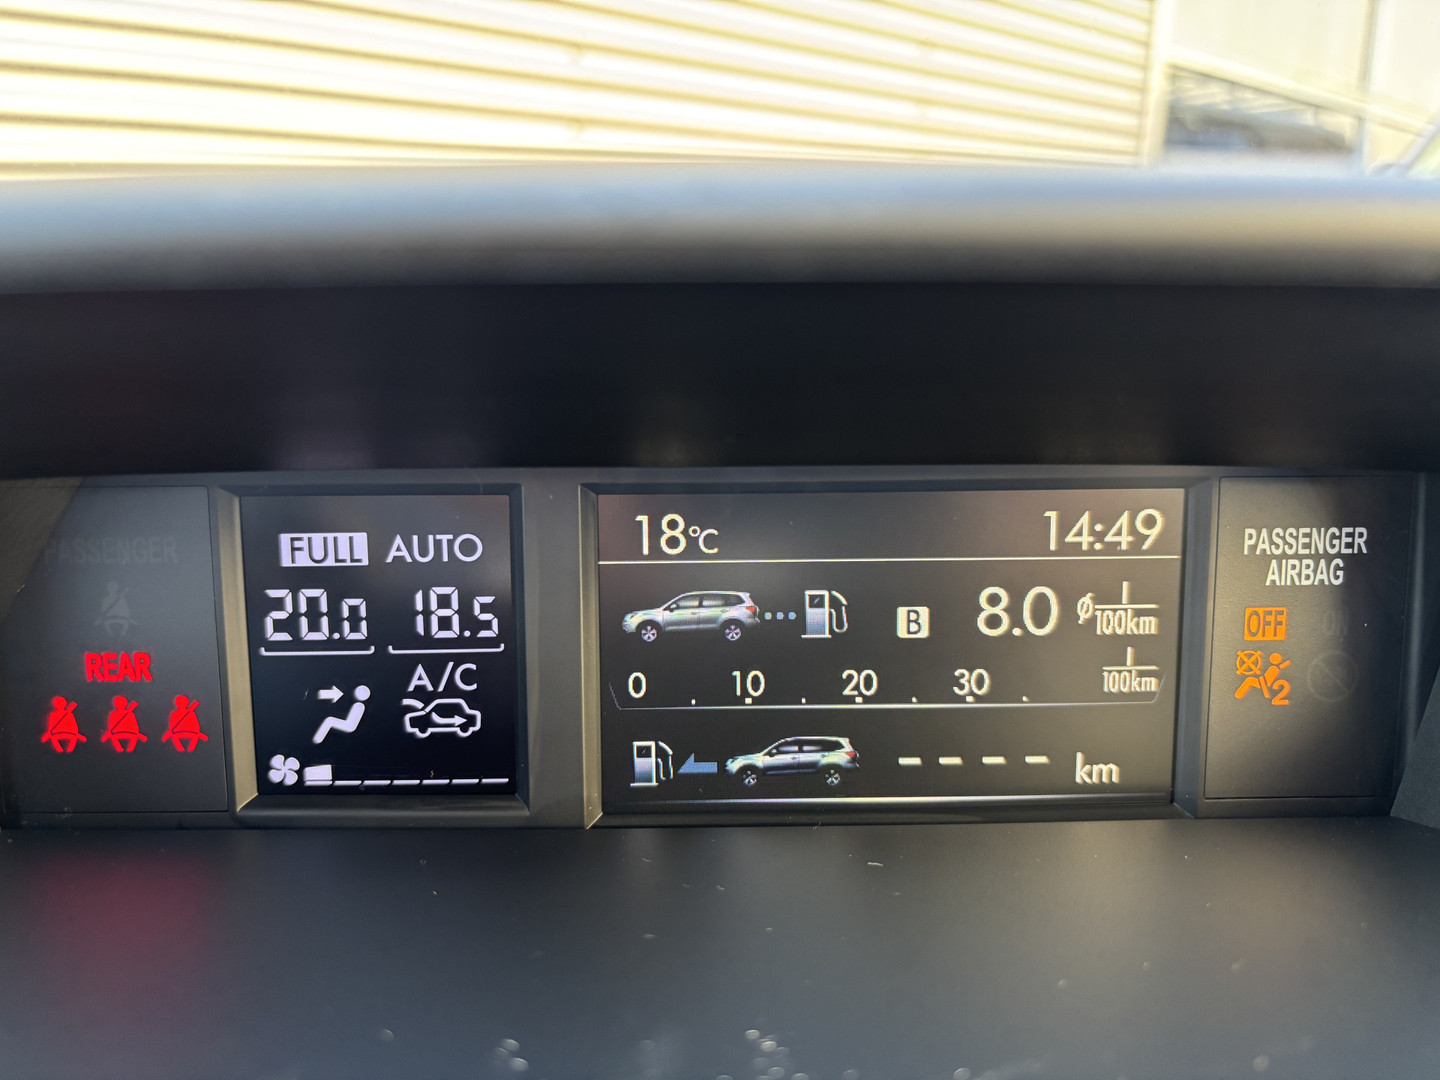 PASSENGER
REAR
FULL AUTO
20.0 18.5
A/C
18°C 14:49
B 8.0 ø l/100km
0 10 20 30 l/100km
---- km
PASSENGER
AIRBAG
OFF
2